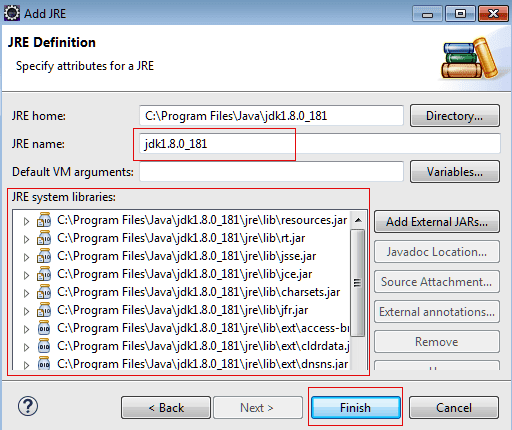 Add JRE
JRE Definition
Specify attributes for a JRE
JRE home: C:\Program Files\Java\jdk1.8.0_181 Directory...
JRE name: jdk1.8.0_181
Default VM arguments: Variables...
JRE system libraries:
C:\Program Files\Java\jdk1.8.0_181\jre\lib\resources.jar
C:\Program Files\Java\jdk1.8.0_181\jre\lib\rt.jar
C:\Program Files\Java\jdk1.8.0_181\jre\lib\jsse.jar
C:\Program Files\Java\jdk1.8.0_181\jre\lib\jce.jar
C:\Program Files\Java\jdk1.8.0_181\jre\lib\charsets.jar
C:\Program Files\Java\jdk1.8.0_181\jre\lib\jfr.jar
C:\Program Files\Java\jdk1.8.0_181\jre\lib\ext\access-br
C:\Program Files\Java\jdk1.8.0_181\jre\lib\ext\cldrdata.j
C:\Program Files\Java\jdk1.8.0_181\jre\lib\ext\dnsns.jar
Add External JARs...
Javadoc Location...
Source Attachment...
External annotations...
Remove
? < Back Next > Finish Cancel